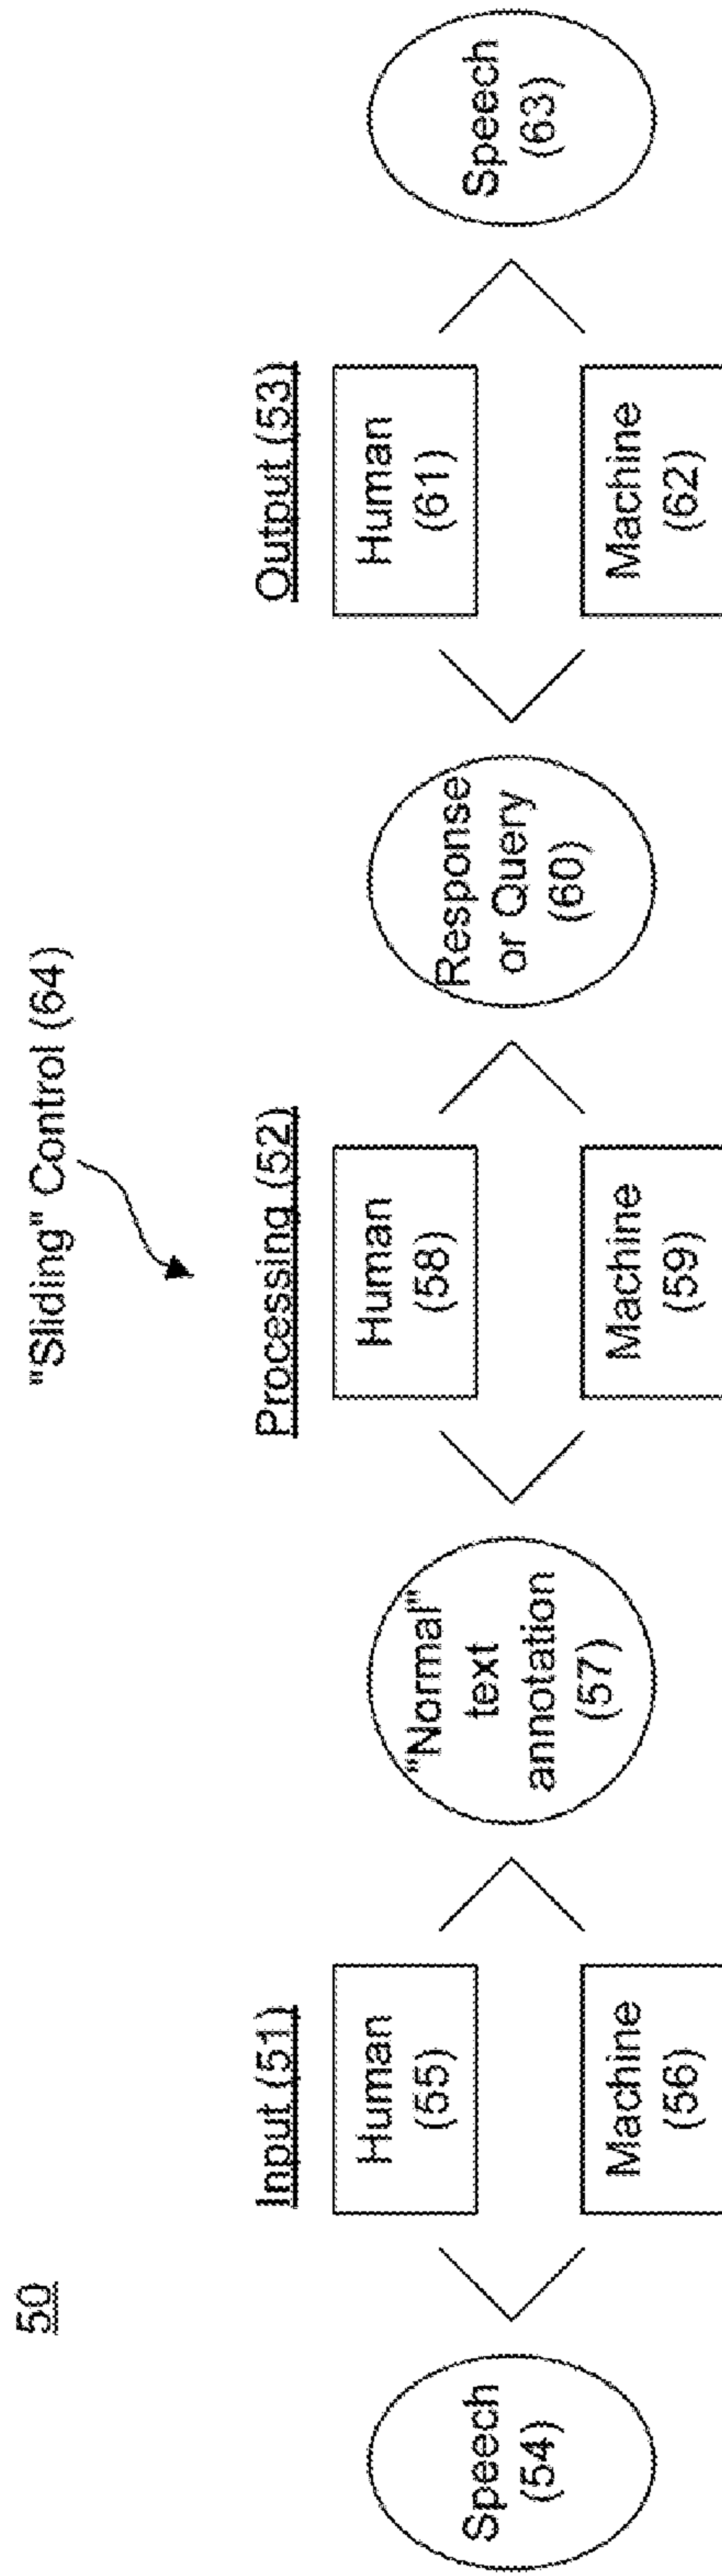 50
"Sliding" Control (64)
Input (51)
Processing (52)
Output (53)
Speech
(54)
Human
(55)
Machine
(56)
"Normal"
text
annotation
(57)
Human
(58)
Machine
(59)
Response
or Query
(60)
Human
(61)
Machine
(62)
Speech
(63)